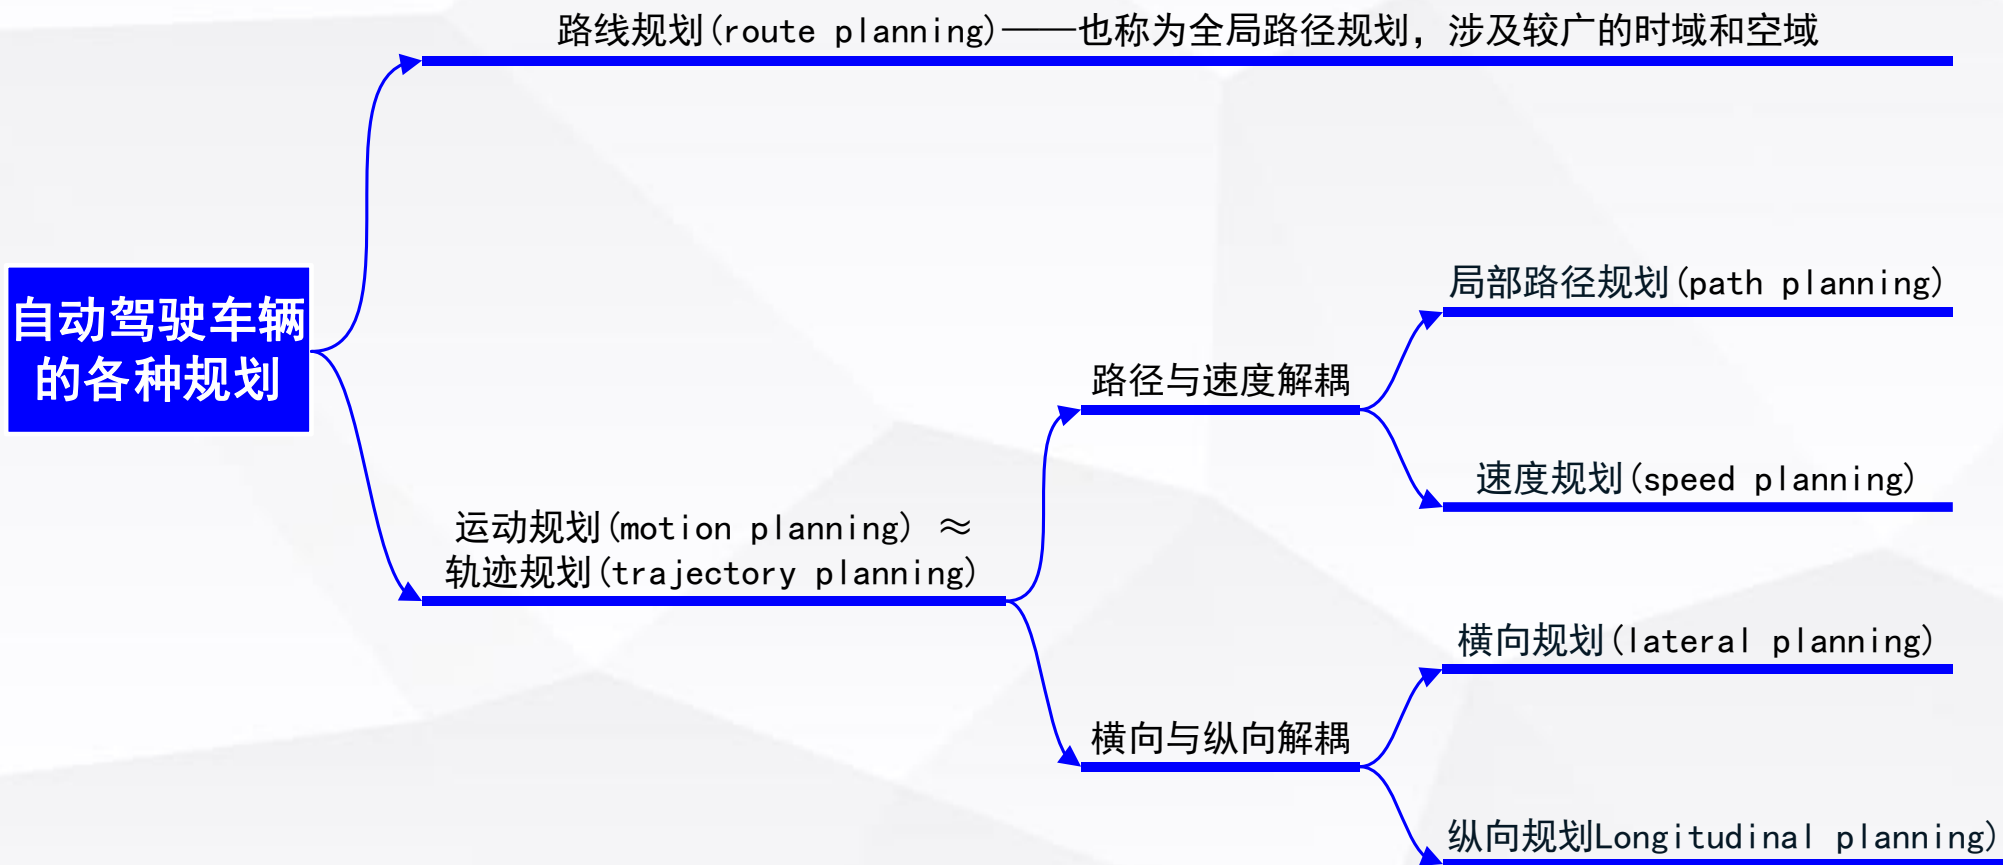 路线规划(route planning)——也称为全局路径规划，涉及较广的时域和空域
自动驾驶车辆
的各种规划
运动规划(motion planning) ≈
轨迹规划(trajectory planning)
路径与速度解耦
局部路径规划(path planning)
速度规划(speed planning)
横向与纵向解耦
横向规划(lateral planning)
纵向规划Longitudinal planning)